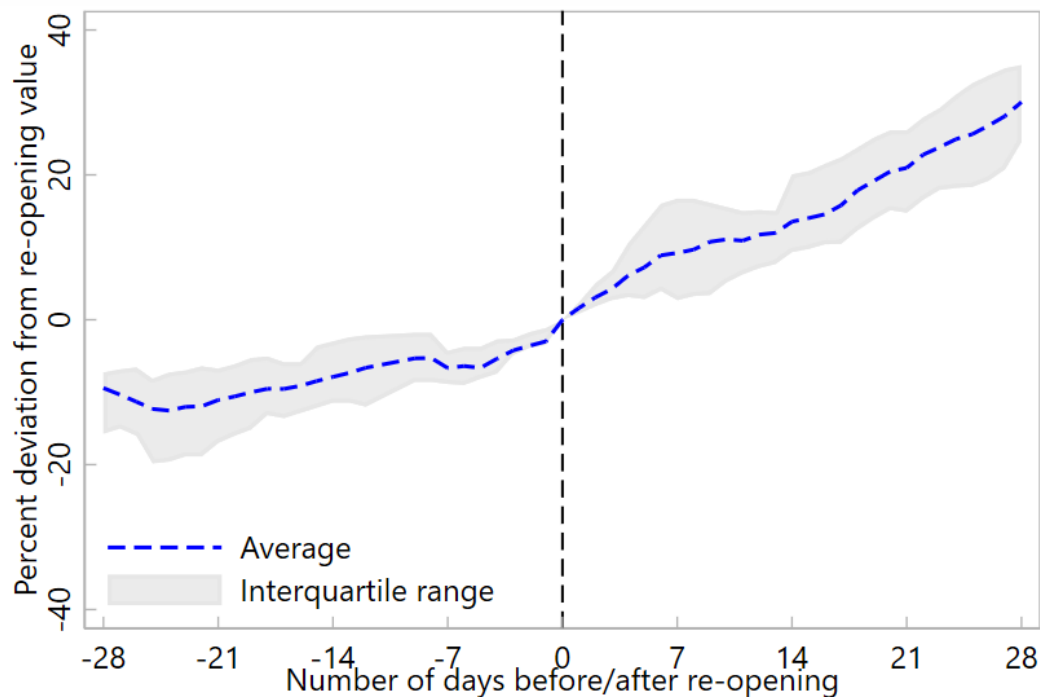 Percent deviation from re-opening value
40
20
0
-20
-40
Average
Interquartile range
-28 -21 -14 -7 0 7 14 21 28
Number of days before/after re-opening